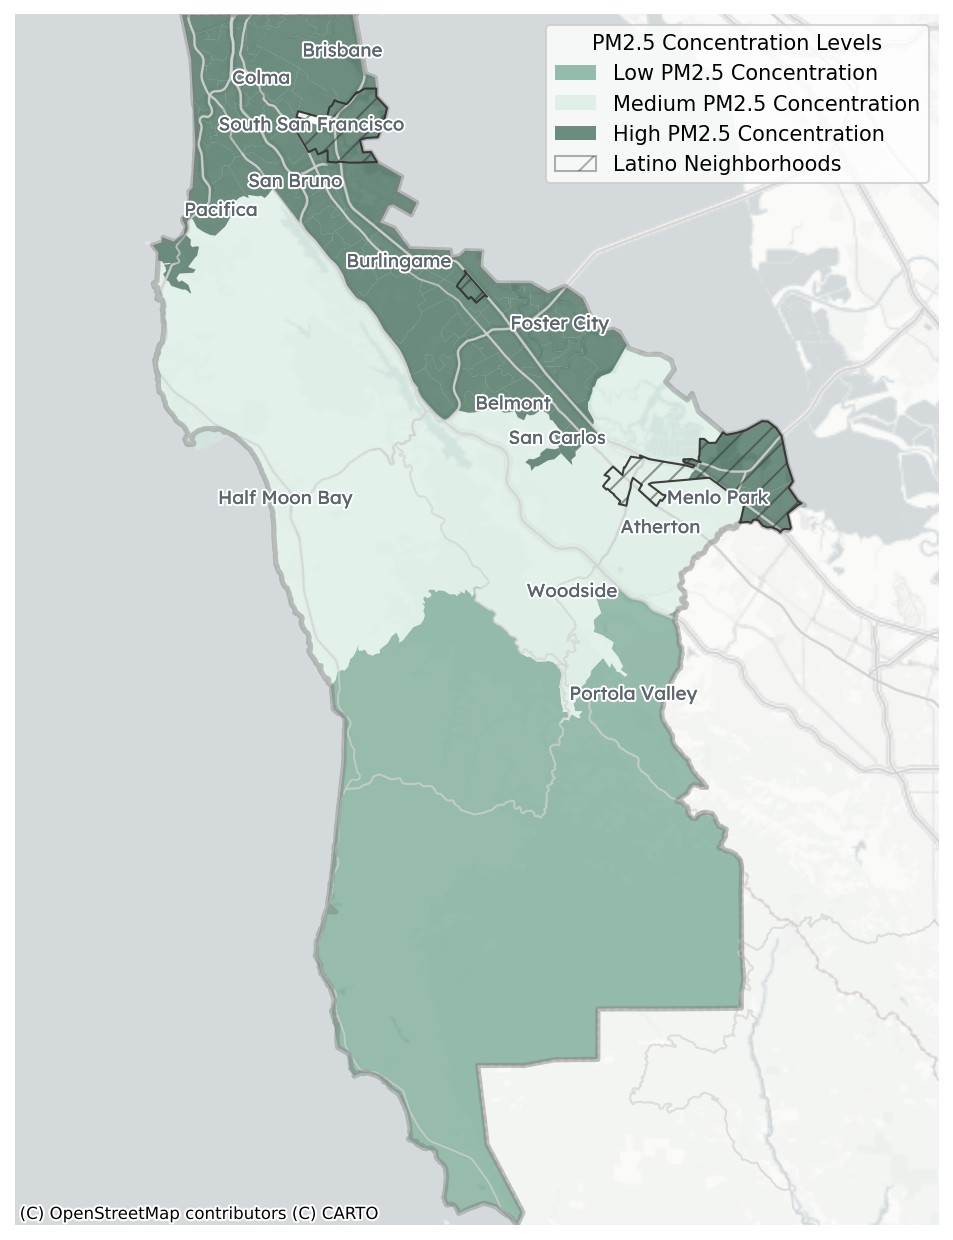 Brisbane
PM2.5 Concentration Levels
Low PM2.5 Concentration
Medium PM2.5 Concentration
High PM2.5 Concentration
Latino Neighborhoods
Colma
South San Francisco
San Bruno
Pacifica
Burlingame
Foster City
Belmont
San Carlos
Half Moon Bay
Menlo Park
Atherton
Woodside
Portola Valley
(C) OpenStreetMap contributors (C) CARTO